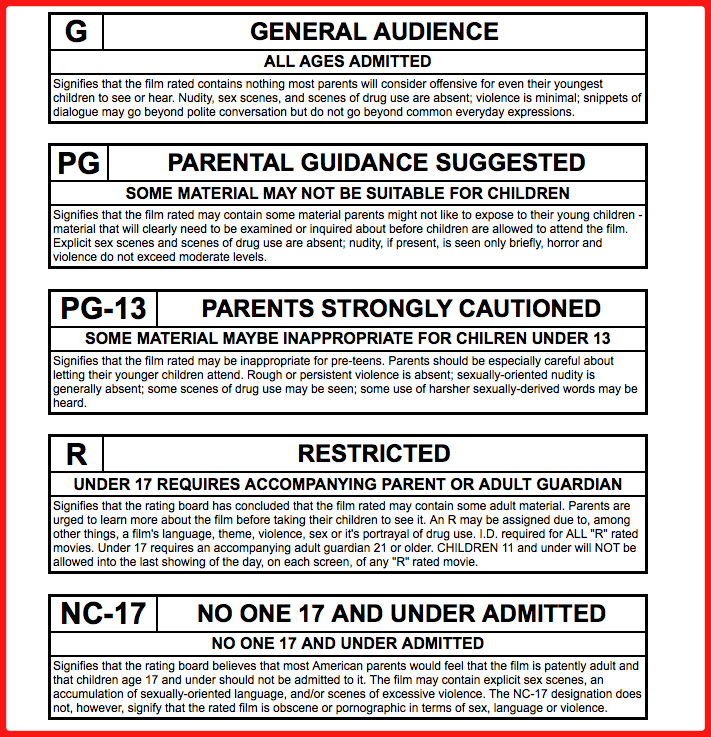 G GENERAL AUDIENCE
ALL AGES ADMITTED
Signifies that the film rated contains nothing most parents will consider offensive for even their youngest
children to see or hear. Nudity, sex scenes, and scenes of drug use are absent; violence is minimal; snippets of
dialogue may go beyond polite conversation but do not go beyond common everyday expressions.
PG PARENTAL GUIDANCE SUGGESTED
SOME MATERIAL MAY NOT BE SUITABLE FOR CHILDREN
Signifies that the film rated may contain some material parents might not like to expose to their young children -
material that will clearly need to be examined or inquired about before children are allowed to attend the film.
Explicit sex scenes and scenes of drug use are absent; nudity, if present, is seen only briefly, horror and
violence do not exceed moderate levels.
PG-13 PARENTS STRONGLY CAUTIONED
SOME MATERIAL MAYBE INAPPROPRIATE FOR CHILREN UNDER 13
Signifies that the film rated may be inappropriate for pre-teens. Parents should be especially careful about
letting their younger children attend. Rough or persistent violence is absent; sexually-oriented nudity is
generally absent; some scenes of drug use may be seen; some use of harsher sexually-derived words may be
heard.
R RESTRICTED
UNDER 17 REQUIRES ACCOMPANYING PARENT OR ADULT GUARDIAN
Signifies that the rating board has concluded that the film rated may contain some adult material. Parents are
urged to learn more about the film before taking their children to see it. An R may be assigned due to, among
other things, a film's language, theme, violence, sex or it's portrayal of drug use. I.D. required for ALL "R" rated
movies. Under 17 requires an accompanying adult guardian 21 or older. CHILDREN 11 and under will NOT be
allowed into the last showing of the day, on each screen, of any "R" rated movie.
NC-17 NO ONE 17 AND UNDER ADMITTED
NO ONE 17 AND UNDER ADMITTED
Signifies that the rating board believes that most American parents would feel that the film is patently adult and
that children age 17 and under should not be admitted to it. The film may contain explicit sex scenes, an
accumulation of sexually-oriented language, and/or scenes of excessive violence. The NC-17 designation does
not, however, signify that the rated film is obscene or pornographic in terms of sex, language or violence.